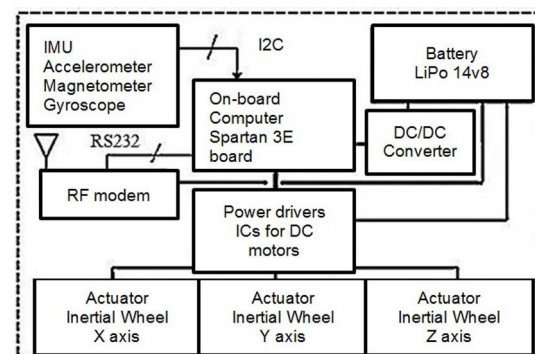 IMU
Accelerometer
Magnetometer
Gyroscope
I2C
Battery
LiPo 14v8
On-board
Computer
Spartan 3E
board
DC/DC
Converter
RS232
RF modem
Power drivers
ICs for DC
motors
Actuator
Inertial Wheel
X axis
Actuator
Inertial Wheel
Y axis
Actuator
Inertial Wheel
Z axis